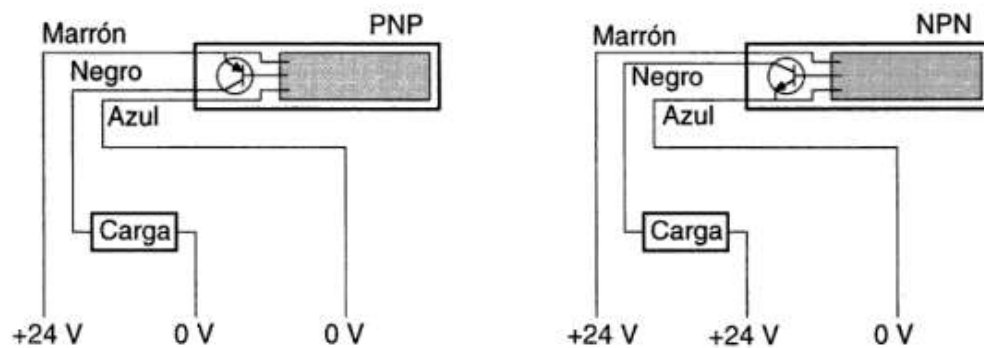 PNP
Marrón
Negro
Azul
Carga
+24 V 0 V 0 V
NPN
Marrón
Negro
Azul
Carga
+24 V +24 V 0 V